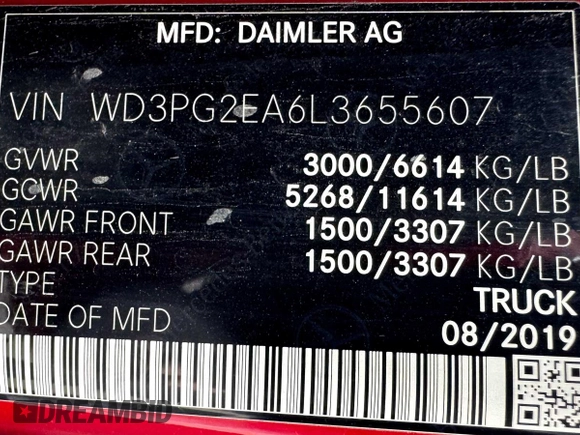 MFD: DAIMLER AG
VIN WD3PG2EA6L3655607
GVWR 3000/6614 KG/LB
GCWR 5268/11614 KG/LB
GAWR FRONT 1500/3307 KG/LB
GAWR REAR 1500/3307 KG/LB
TYPE TRUCK
DATE OF MFD 08/2019
DREAMBID